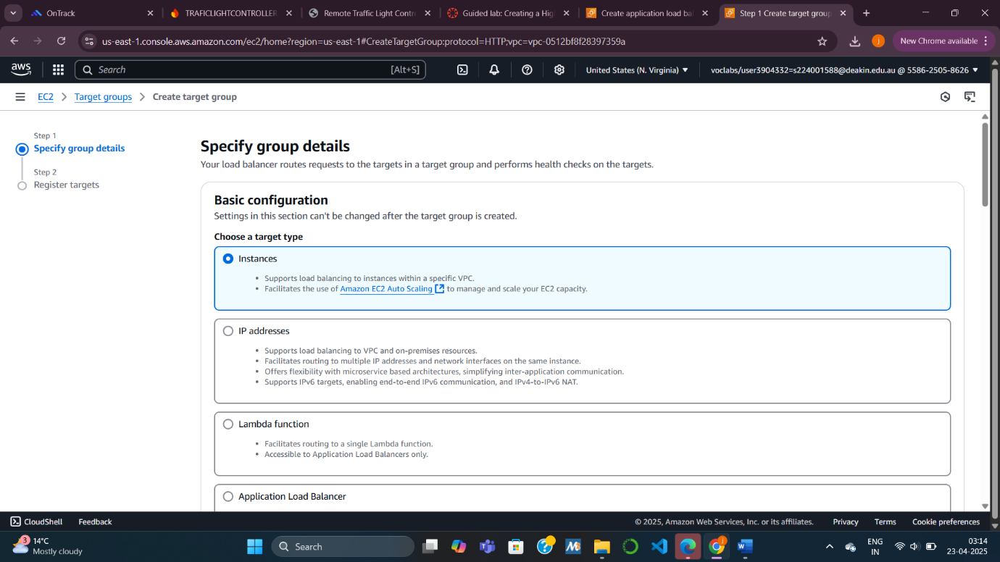 OnTrack
TRAFICLIGHTCONTROLLER
Remote Traffic Light Contr
Guided lab: Creating a Hig
Create application load bal
Step 1 Create target group
us-east-1.console.aws.amazon.com/ec2/home?region=us-east-1#CreateTargetGroup:protocol=HTTP;vpc=vpc-0512bf8f28397359a
j
New Chrome available
aws
Search
[Alt+S]
United States (N. Virginia)
voclabs/user3904332=s224001588@deakin.edu.au @ 5586-2505-8626
EC2
Target groups
Create target group
Step 1
Specify group details
Step 2
Register targets
Specify group details
Your load balancer routes requests to the targets in a target group and performs health checks on the targets.
Basic configuration
Settings in this section can't be changed after the target group is created.
Choose a target type
Instances
• Supports load balancing to instances within a specific VPC.
• Facilitates the use of Amazon EC2 Auto Scaling to manage and scale your EC2 capacity.
IP addresses
• Supports load balancing to VPC and on-premises resources.
• Facilitates routing to multiple IP addresses and network interfaces on the same instance.
• Offers flexibility with microservice based architectures, simplifying inter-application communication.
• Supports IPv6 targets, enabling end-to-end IPv6 communication, and IPv4-to-IPv6 NAT.
Lambda function
• Facilitates routing to a single Lambda function.
• Accessible to Application Load Balancers only.
Application Load Balancer
CloudShell
Feedback
© 2025, Amazon Web Services, Inc. or its affiliates.
Privacy
Terms
Cookie preferences
3
14°C
Mostly cloudy
Search
ENG
IN
03:14
23-04-2025